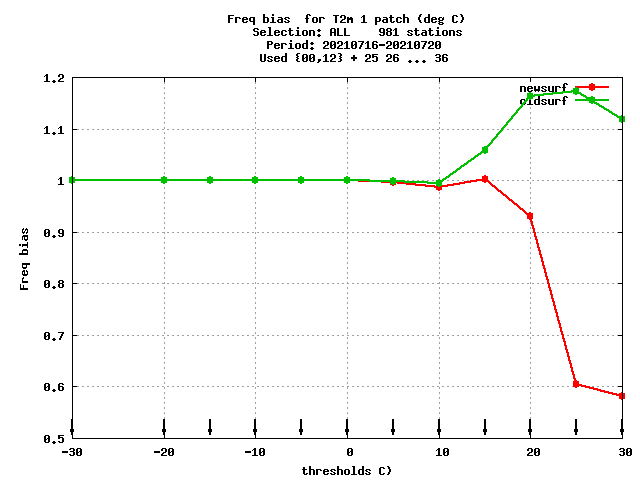 Freq bias  for T2m 1 patch (deg C)
Selection: ALL    981 stations
Period: 20210716-20210720
Used {00,12} + 25 26 ... 36
newsurf
oldsurf
1.2
1.1
1
0.9
0.8
0.7
0.6
0.5
Freq bias
-30
-20
-10
0
10
20
30
thresholds C)